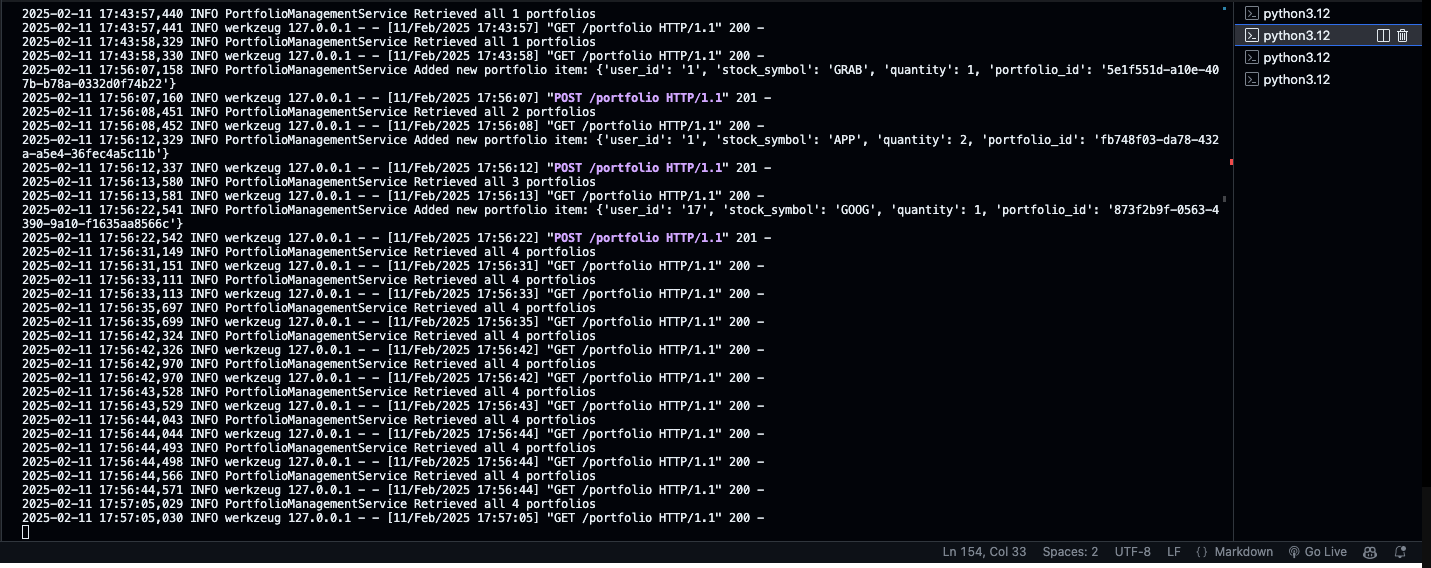 2025-02-11 17:43:57,440 INFO PortfolioManagementService Retrieved all 1 portfolios
2025-02-11 17:43:57,441 INFO werkzeug 127.0.0.1 - - [11/Feb/2025 17:43:57] "GET /portfolio HTTP/1.1" 200 -
2025-02-11 17:43:58,329 INFO PortfolioManagementService Retrieved all 1 portfolios
2025-02-11 17:43:58,330 INFO werkzeug 127.0.0.1 - - [11/Feb/2025 17:43:58] "GET /portfolio HTTP/1.1" 200 -
2025-02-11 17:56:07,158 INFO PortfolioManagementService Added new portfolio item: {'user_id': '1', 'stock_symbol': 'GRAB', 'quantity': 1, 'portfolio_id': '5e1f551d-a10e-40
7b-b78a-0332d0f74b22'}
2025-02-11 17:56:07,160 INFO werkzeug 127.0.0.1 - - [11/Feb/2025 17:56:07] "POST /portfolio HTTP/1.1" 201 -
2025-02-11 17:56:08,451 INFO PortfolioManagementService Retrieved all 2 portfolios
2025-02-11 17:56:08,452 INFO werkzeug 127.0.0.1 - - [11/Feb/2025 17:56:08] "GET /portfolio HTTP/1.1" 200 -
2025-02-11 17:56:12,329 INFO PortfolioManagementService Added new portfolio item: {'user_id': '1', 'stock_symbol': 'APP', 'quantity': 2, 'portfolio_id': 'fb748f03-da78-432
a-a5e4-36fec4a5c11b'}
2025-02-11 17:56:12,337 INFO werkzeug 127.0.0.1 - - [11/Feb/2025 17:56:12] "POST /portfolio HTTP/1.1" 201 -
2025-02-11 17:56:13,580 INFO PortfolioManagementService Retrieved all 3 portfolios
2025-02-11 17:56:13,581 INFO werkzeug 127.0.0.1 - - [11/Feb/2025 17:56:13] "GET /portfolio HTTP/1.1" 200 -
2025-02-11 17:56:22,541 INFO PortfolioManagementService Added new portfolio item: {'user_id': '17', 'stock_symbol': 'GOOG', 'quantity': 1, 'portfolio_id': '873f2b9f-0563-4
390-9a10-f1635aa8566c'}
2025-02-11 17:56:22,542 INFO werkzeug 127.0.0.1 - - [11/Feb/2025 17:56:22] "POST /portfolio HTTP/1.1" 201 -
2025-02-11 17:56:31,149 INFO PortfolioManagementService Retrieved all 4 portfolios
2025-02-11 17:56:31,151 INFO werkzeug 127.0.0.1 - - [11/Feb/2025 17:56:31] "GET /portfolio HTTP/1.1" 200 -
2025-02-11 17:56:33,111 INFO PortfolioManagementService Retrieved all 4 portfolios
2025-02-11 17:56:33,113 INFO werkzeug 127.0.0.1 - - [11/Feb/2025 17:56:33] "GET /portfolio HTTP/1.1" 200 -
2025-02-11 17:56:35,697 INFO PortfolioManagementService Retrieved all 4 portfolios
2025-02-11 17:56:35,699 INFO werkzeug 127.0.0.1 - - [11/Feb/2025 17:56:35] "GET /portfolio HTTP/1.1" 200 -
2025-02-11 17:56:42,324 INFO PortfolioManagementService Retrieved all 4 portfolios
2025-02-11 17:56:42,326 INFO werkzeug 127.0.0.1 - - [11/Feb/2025 17:56:42] "GET /portfolio HTTP/1.1" 200 -
2025-02-11 17:56:42,970 INFO PortfolioManagementService Retrieved all 4 portfolios
2025-02-11 17:56:42,970 INFO werkzeug 127.0.0.1 - - [11/Feb/2025 17:56:42] "GET /portfolio HTTP/1.1" 200 -
2025-02-11 17:56:43,528 INFO PortfolioManagementService Retrieved all 4 portfolios
2025-02-11 17:56:43,529 INFO werkzeug 127.0.0.1 - - [11/Feb/2025 17:56:43] "GET /portfolio HTTP/1.1" 200 -
2025-02-11 17:56:44,043 INFO PortfolioManagementService Retrieved all 4 portfolios
2025-02-11 17:56:44,044 INFO werkzeug 127.0.0.1 - - [11/Feb/2025 17:56:44] "GET /portfolio HTTP/1.1" 200 -
2025-02-11 17:56:44,493 INFO PortfolioManagementService Retrieved all 4 portfolios
2025-02-11 17:56:44,498 INFO werkzeug 127.0.0.1 - - [11/Feb/2025 17:56:44] "GET /portfolio HTTP/1.1" 200 -
2025-02-11 17:56:44,566 INFO PortfolioManagementService Retrieved all 4 portfolios
2025-02-11 17:56:44,571 INFO werkzeug 127.0.0.1 - - [11/Feb/2025 17:56:44] "GET /portfolio HTTP/1.1" 200 -
2025-02-11 17:57:05,029 INFO PortfolioManagementService Retrieved all 4 portfolios
2025-02-11 17:57:05,030 INFO werkzeug 127.0.0.1 - - [11/Feb/2025 17:57:05] "GET /portfolio HTTP/1.1" 200 -
python3.12
python3.12
python3.12
python3.12
Ln 154, Col 33 Spaces: 2 UTF-8 LF {} Markdown Go Live